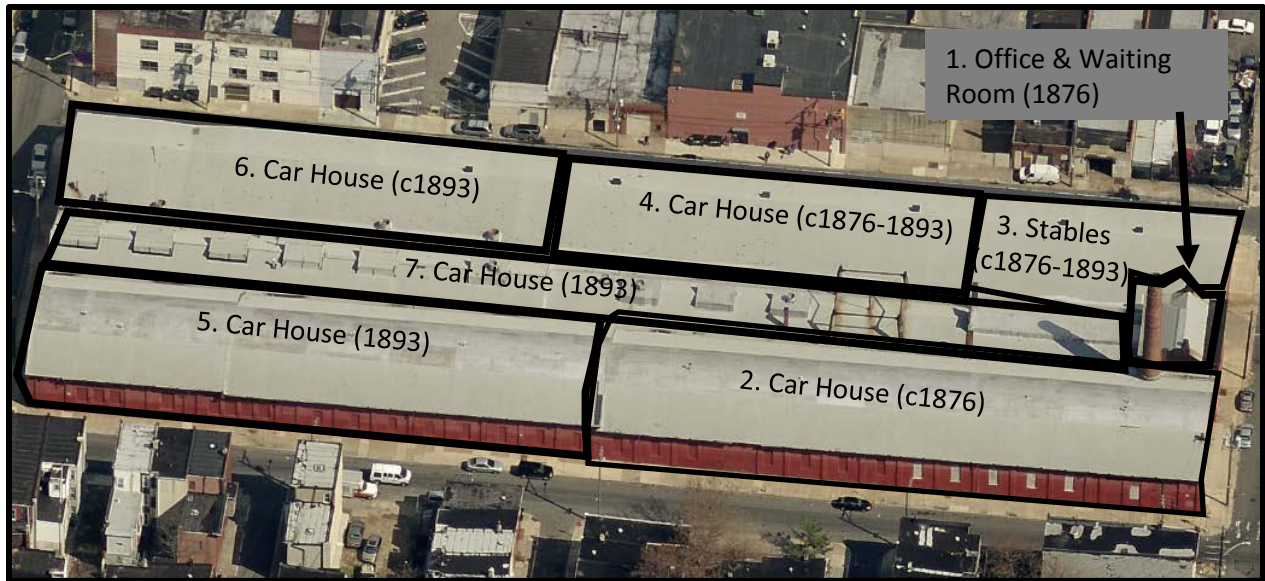 1. Office & Waiting
Room (1876)
6. Car House (c1893)
4. Car House (c1876-1893)
3. Stables
(c1876-1893)
7. Car House (1893)
5. Car House (1893)
2. Car House (c1876)